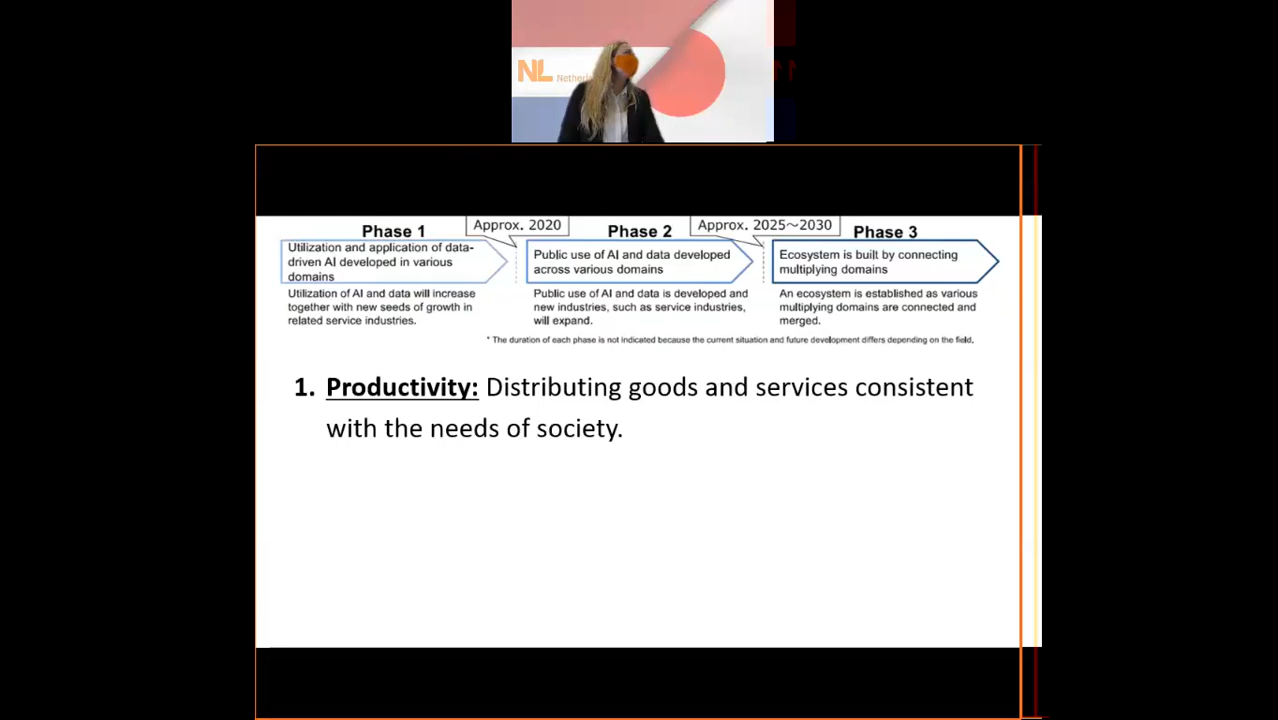 NL Netherl
Phase 1
Approx. 2020
Phase 2
Approx. 2025～2030
Phase 3
Utilization and application of data-
driven AI developed in various
domains
Public use of AI and data developed
across various domains
Ecosystem is built by connecting
multiplying domains
Utilization of AI and data will increase
together with new seeds of growth in
related service industries.
Public use of AI and data is developed and
new industries, such as service industries,
will expand.
An ecosystem is established as various
multiplying domains are connected and
merged.
* The duration of each phase is not indicated because the current situation and future development differs depending on the field.
1. Productivity: Distributing goods and services consistent
with the needs of society.